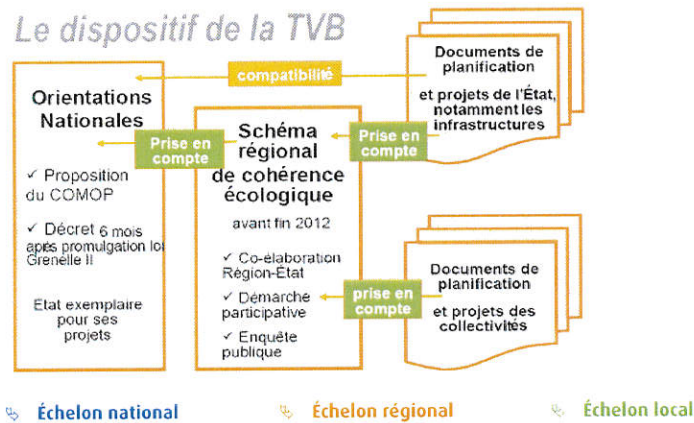 Le dispositif de la TVB
compatibilité
Orientations
Nationales
✓ Proposition
du COMOP
✓ Décret 6 mois
après promulgation loi
Grenelle II
Etat exemplaire
pour ses
projets
Prise en
compte
Schéma
régional
de cohérence
écologique
avant fin 2012
✓ Co-élaboration
Région-État
✓ Démarche
participative
✓ Enquête
publique
Prise en
compte
Documents de
planification
et projets de l'État,
notamment les
infrastructures
prise en
compte
Documents de
planification
et projets des
collectivités
Échelon national
Échelon régional
Échelon local